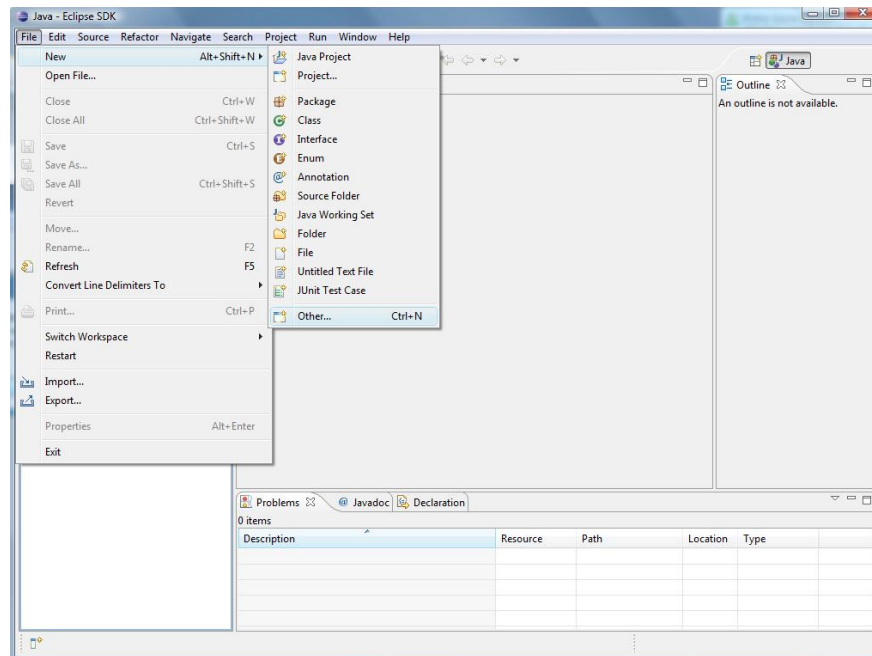 Java - Eclipse SDK
File Edit Source Refactor Navigate Search Project Run Window Help
New Alt+Shift+N
Open File...
Close Ctrl+W
Close All Ctrl+Shift+W
Save Ctrl+S
Save As...
Save All Ctrl+Shift+S
Revert
Move...
Rename... F2
Refresh F5
Convert Line Delimiters To
Print... Ctrl+P
Switch Workspace
Restart
Import...
Export...
Properties Alt+Enter
Exit
Java Project
Project...
Package
Class
Interface
Enum
Annotation
Source Folder
Java Working Set
Folder
File
Untitled Text File
JUnit Test Case
Other... Ctrl+N
Java
Outline
An outline is not available.
Problems @ Javadoc Declaration
0 items
Description Resource Path Location Type